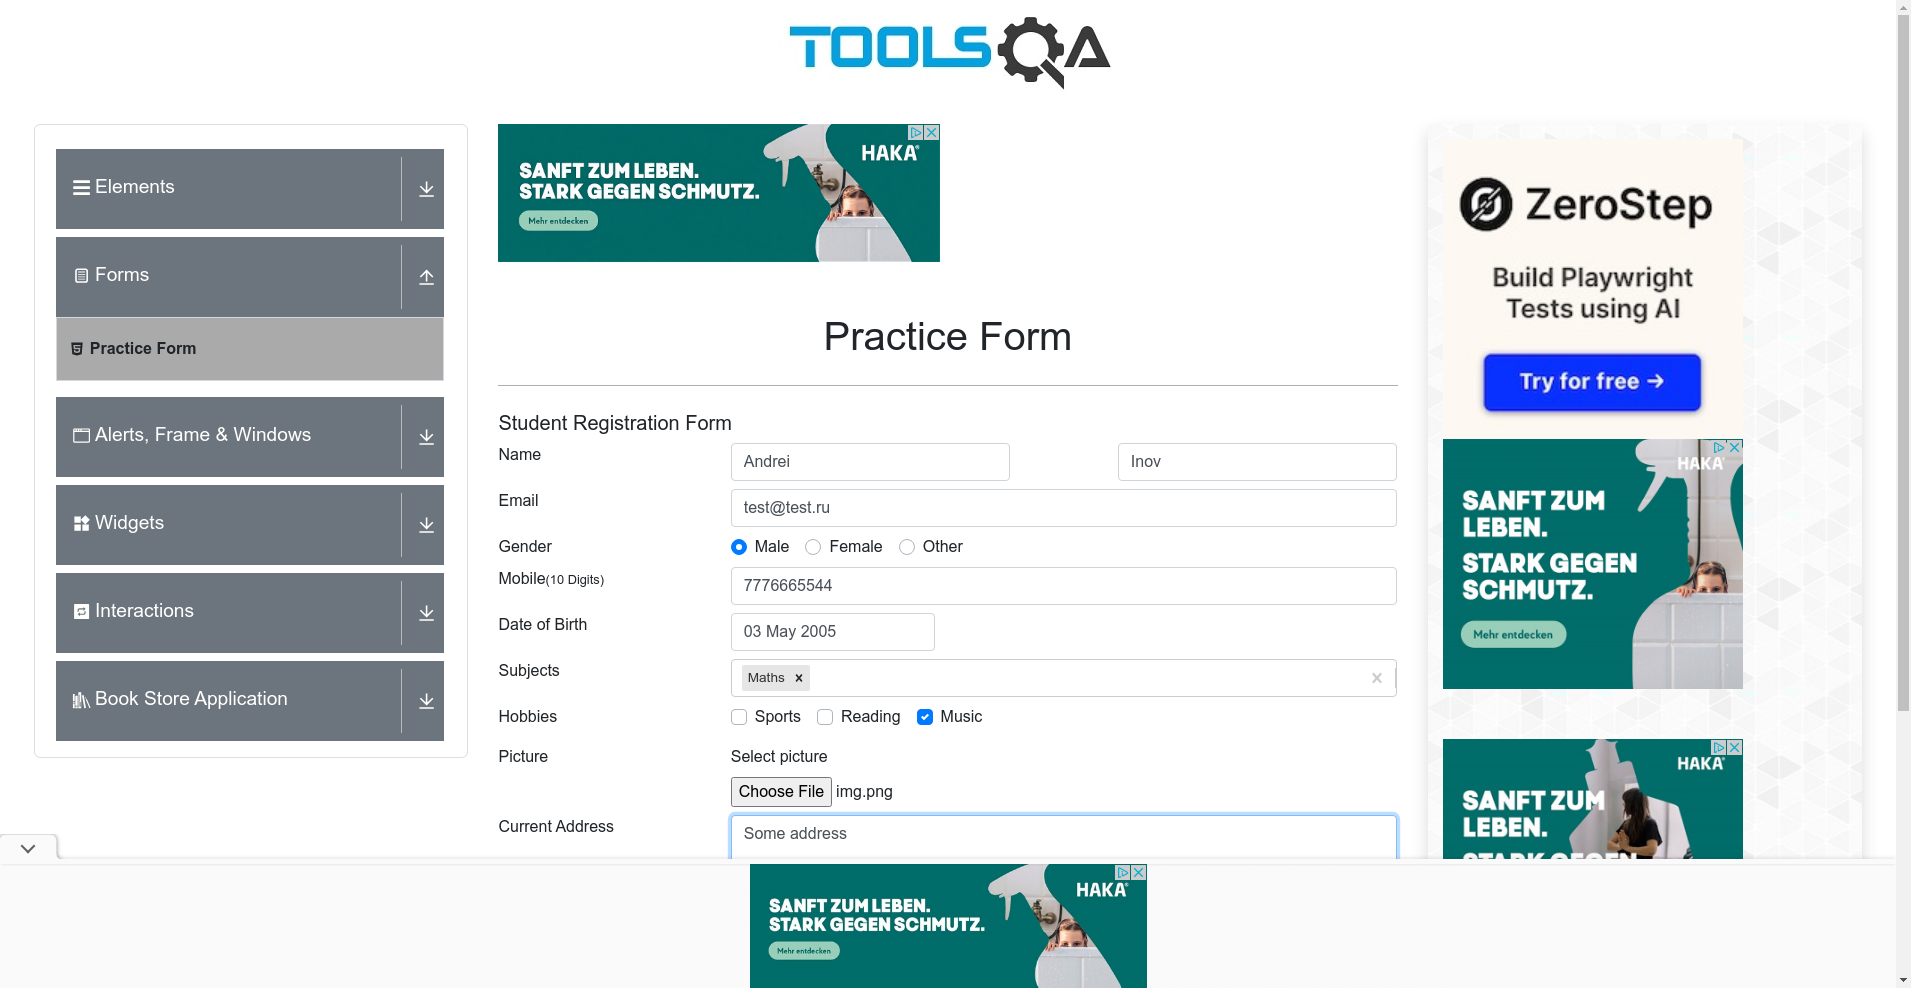 TOOLSQA
Elements
Forms
Practice Form
Alerts, Frame & Windows
Widgets
Interactions
Book Store Application
SANFT ZUM LEBEN.
STARK GEGEN SCHMUTZ.
Mehr entdecken
HAKA®
Practice Form
Student Registration Form
Name
Andrei
Inov
Email
test@test.ru
Gender
Male
Female
Other
Mobile(10 Digits)
7776665544
Date of Birth
03 May 2005
Subjects
Maths
Hobbies
Sports
Reading
Music
Picture
Select picture
Choose File img.png
Current Address
Some address
ZeroStep
Build Playwright
Tests using AI
Try for free →
HAKA®
SANFT ZUM
LEBEN.
STARK GEGEN
SCHMUTZ.
Mehr entdecken
HAKA®
SANFT ZUM
LEBEN.
STARK GEGEN
HAKA®
SANFT ZUM LEBEN.
STARK GEGEN SCHMUTZ.
Mehr entdecken